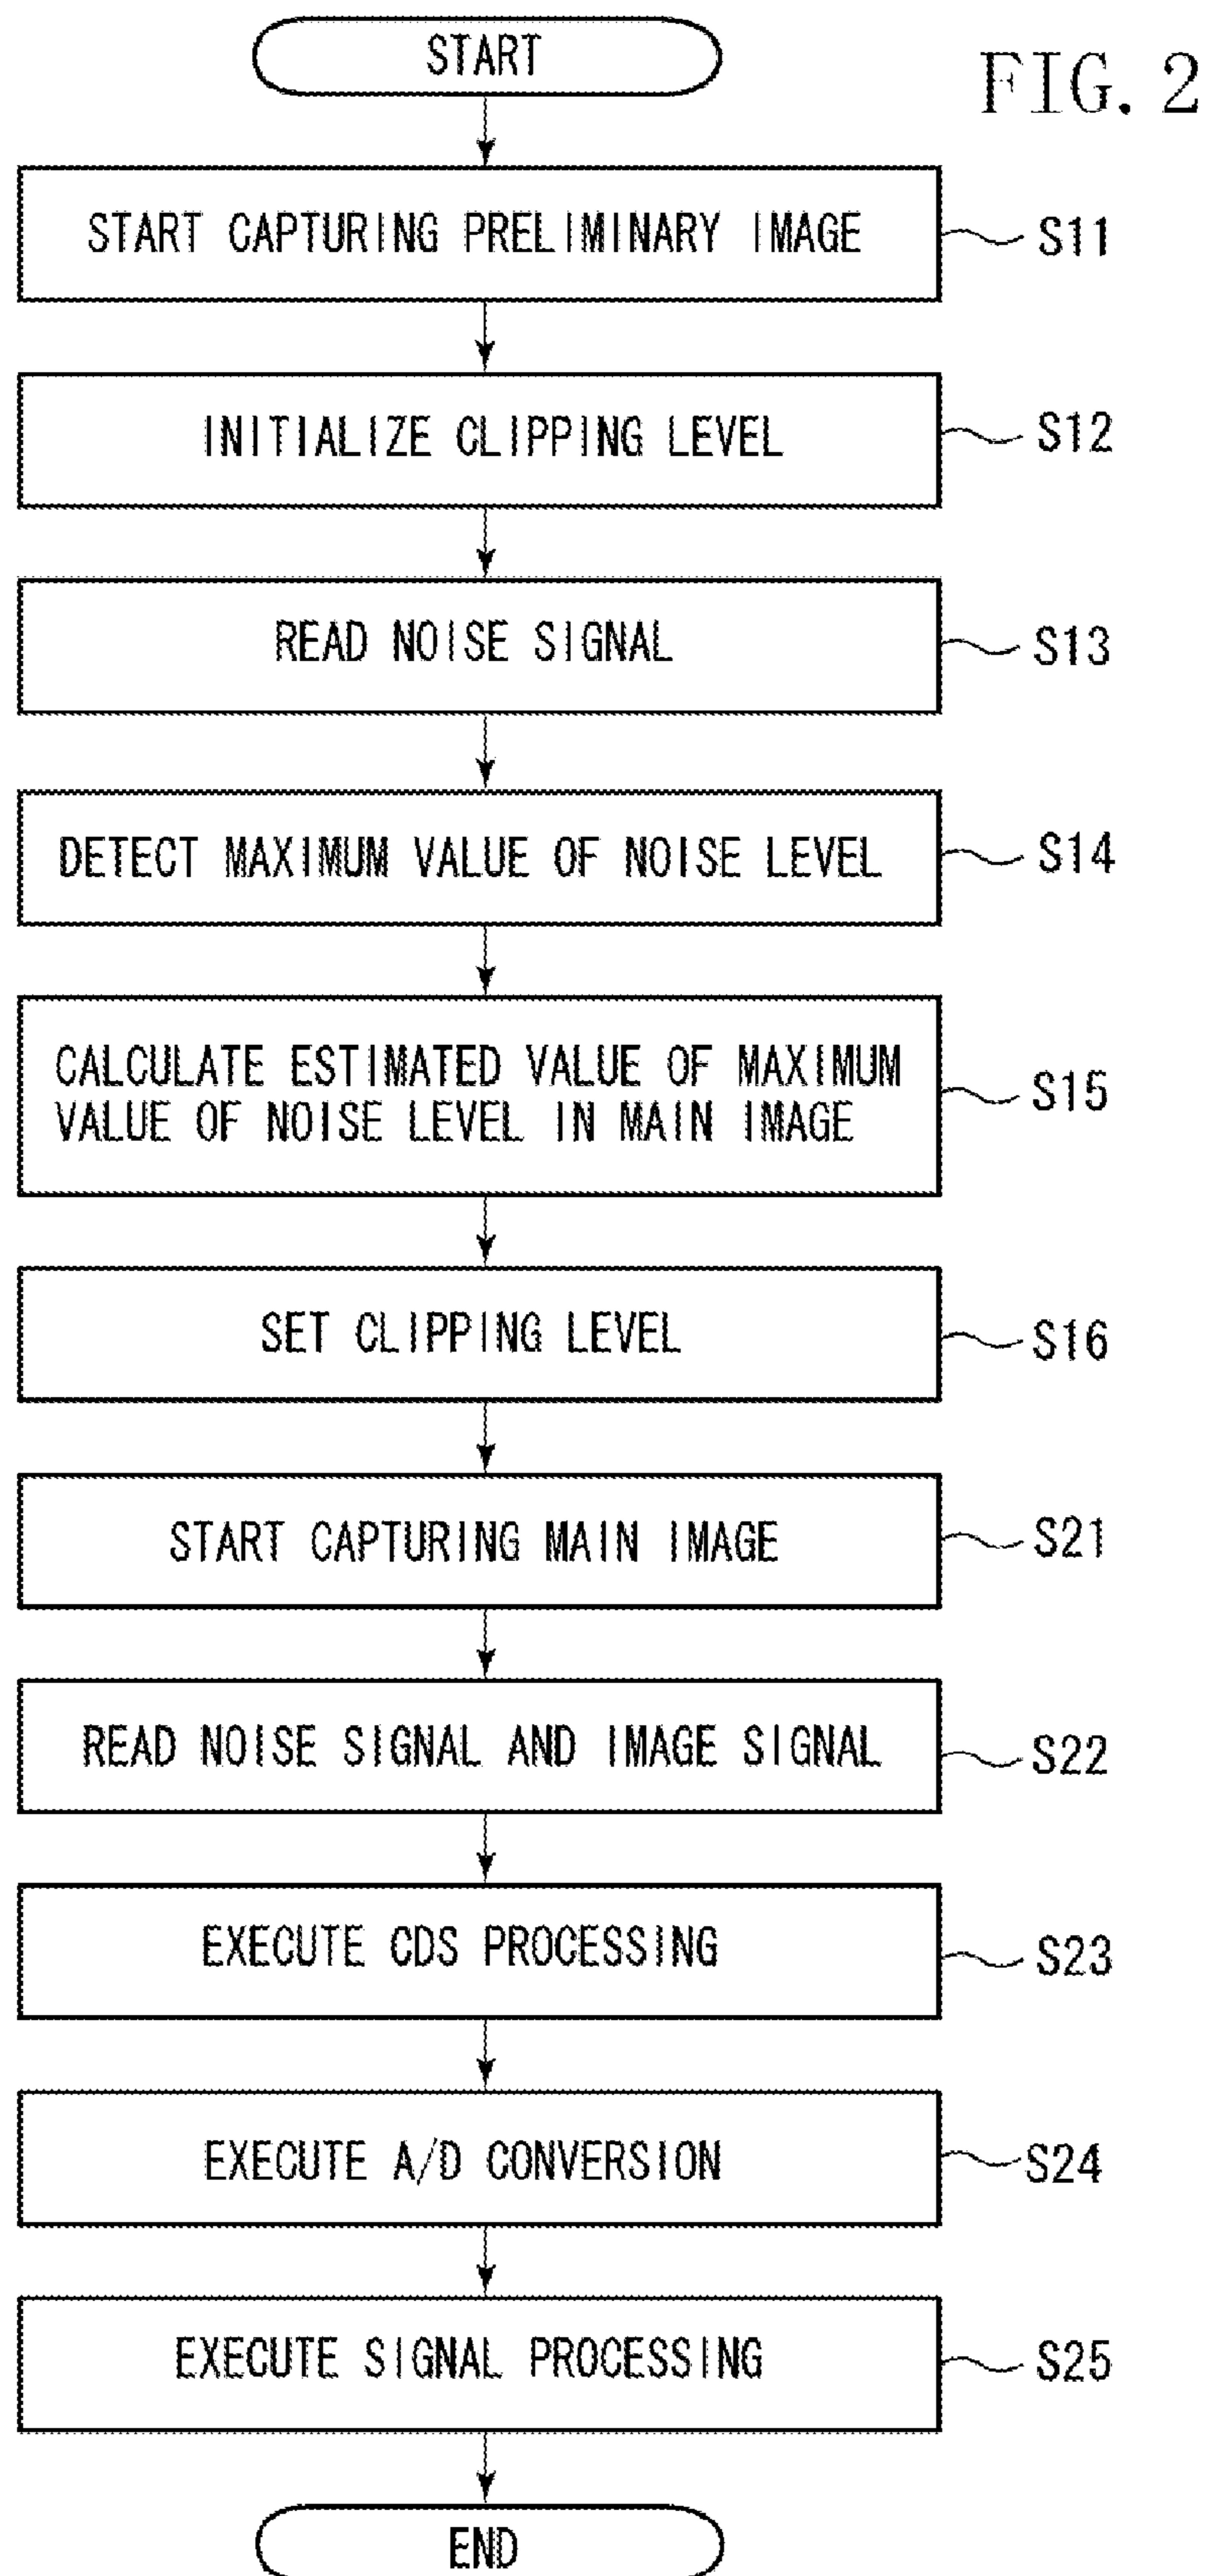 START
FIG. 2
START CAPTURING PRELIMINARY IMAGE
S11
INITIALIZE CLIPPING LEVEL
S12
READ NOISE SIGNAL
S13
DETECT MAXIMUM VALUE OF NOISE LEVEL
S14
CALCULATE ESTIMATED VALUE OF MAXIMUM
VALUE OF NOISE LEVEL IN MAIN IMAGE
S15
SET CLIPPING LEVEL
S16
START CAPTURING MAIN IMAGE
S21
READ NOISE SIGNAL AND IMAGE SIGNAL
S22
EXECUTE CDS PROCESSING
S23
EXECUTE A/D CONVERSION
S24
EXECUTE SIGNAL PROCESSING
S25
END